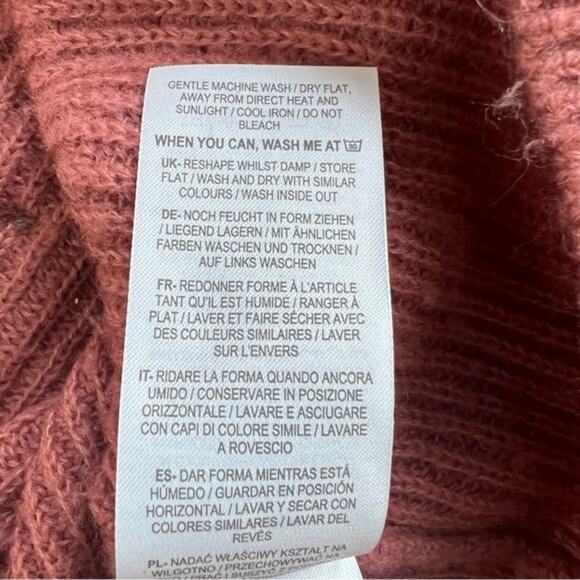 GENTLE MACHINE WASH / DRY FLAT,
AWAY FROM DIRECT HEAT AND
SUNLIGHT / COOL IRON / DO NOT
BLEACH
WHEN YOU CAN, WASH ME AT
UK- RESHAPE WHILST DAMP / STORE
FLAT / WASH AND DRY WITH SIMILAR
COLOURS / WASH INSIDE OUT
DE- NOCH FEUCHT IN FORM ZIEHEN
/ LIEGEND LAGERN / MIT ÄHNLICHEN
FARBEN WASCHEN UND TROCKNEN /
AUF LINKS WASCHEN
FR- REDONNER FORME À L'ARTICLE
TANT QU'IL EST HUMIDE / RANGER À
PLAT / LAVER ET FAIRE SÉCHER AVEC
DES COULEURS SIMILAIRES / LAVER
SUR L'ENVERS
IT- RIDARE LA FORMA QUANDO ANCORA
UMIDO / CONSERVARE IN POSIZIONE
ORIZZONTALE / LAVARE E ASCIUGARE
CON CAPI DI COLORE SIMILE / LAVARE
A ROVESCIO
ES- DAR FORMA MIENTRAS ESTÁ
HÚMEDO / GUARDAR EN POSICIÓN
HORIZONTAL / LAVAR Y SECAR CON
COLORES SIMILARES / LAVAR DEL
REVÉS
PL- NADAĆ WŁAŚCIWY KSZTAŁT NA
WILGOTNO / PRZECHOWYWAĆ NA